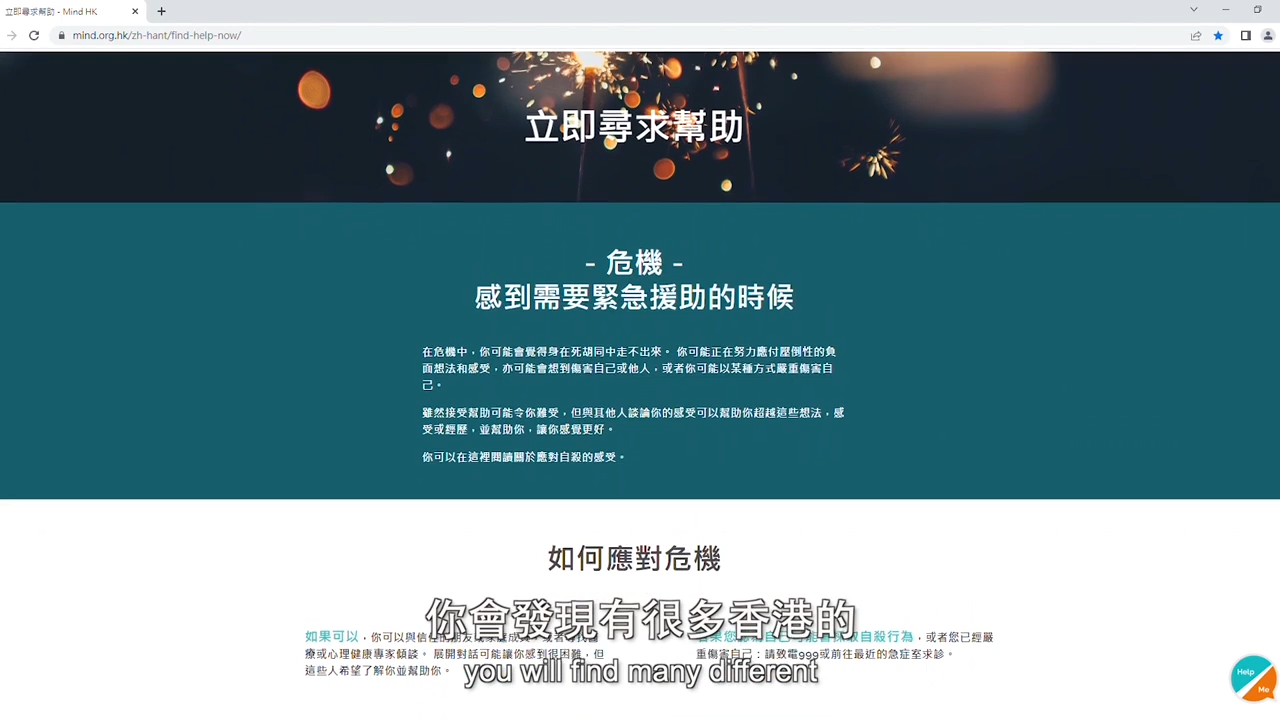 立即尋求幫助 - Mind HK
mind.org.hk/zh-hant/find-help-now/
立即尋求幫助
- 危機 -
感到需要緊急援助的時候
在危機中，你可能會覺得身在死胡同中走不出來。 你可能正在努力應付壓倒性的負
面想法和感受，亦可能會想到傷害自己或他人，或者你可能以某種方式嚴重傷害自
己。
雖然接受幫助可能令你難受，但與其他人談論你的感受可以幫助你超越這些想法，感
受或經歷，並幫助你，讓你感覺更好。
你可以在這裡閱讀關於應對自殺的感受。
如何應對危機
你會發現有很多香港的
you will find many different
如果可以，你可以與信任的朋友
療或心理健康專家傾談。 展開對話可能讓你感到很困難，但
這些人希望了解你並幫助你。
自殺行為，或者您已經嚴
重傷害自己：請致電999或前往最近的急症室求診。
Help
Me